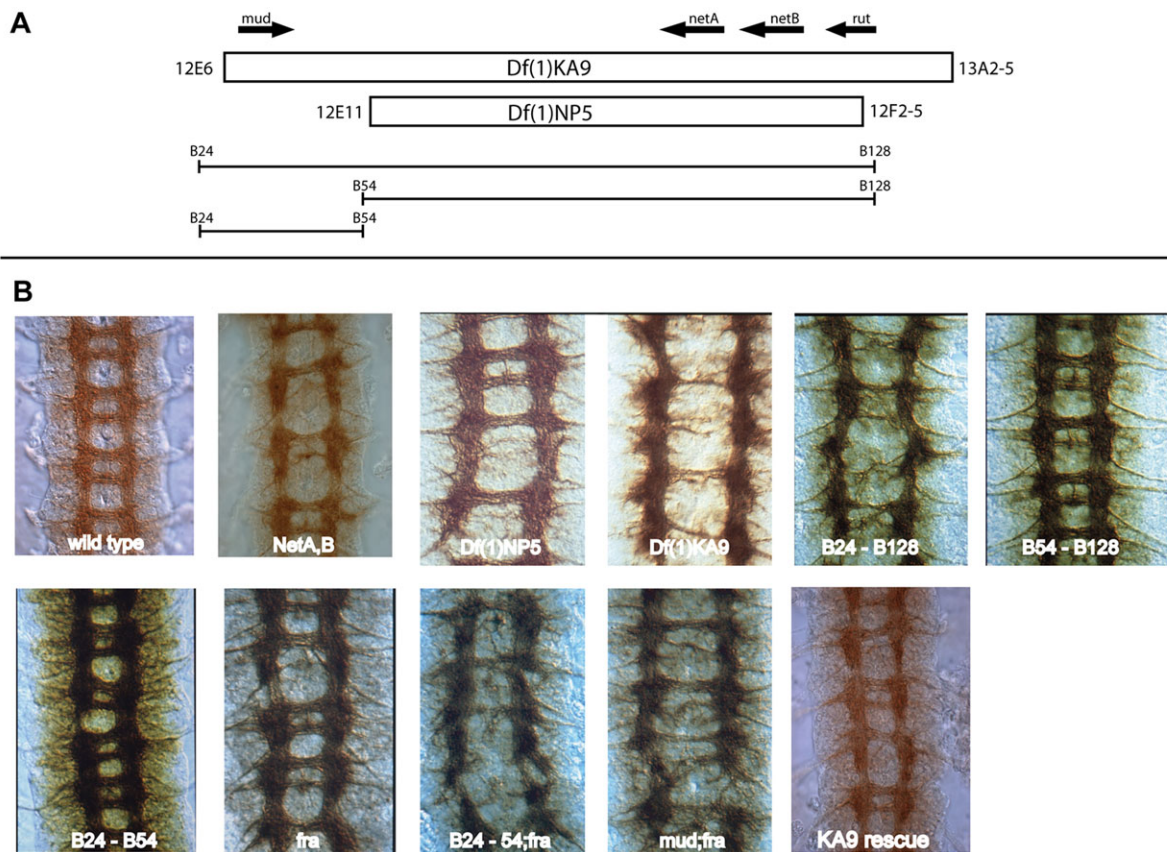 A
mud netA netB rut
12E6 Df(1)KA9 13A2-5
12E11 Df(1)NP5 12F2-5
B24 B128
B54 B128
B24 B54
B
wild type NetA,B Df(1)NP5 Df(1)KA9 B24 - B128 B54 - B128
B24 - B54 fra B24 - 54;fra mud;fra KA9 rescue